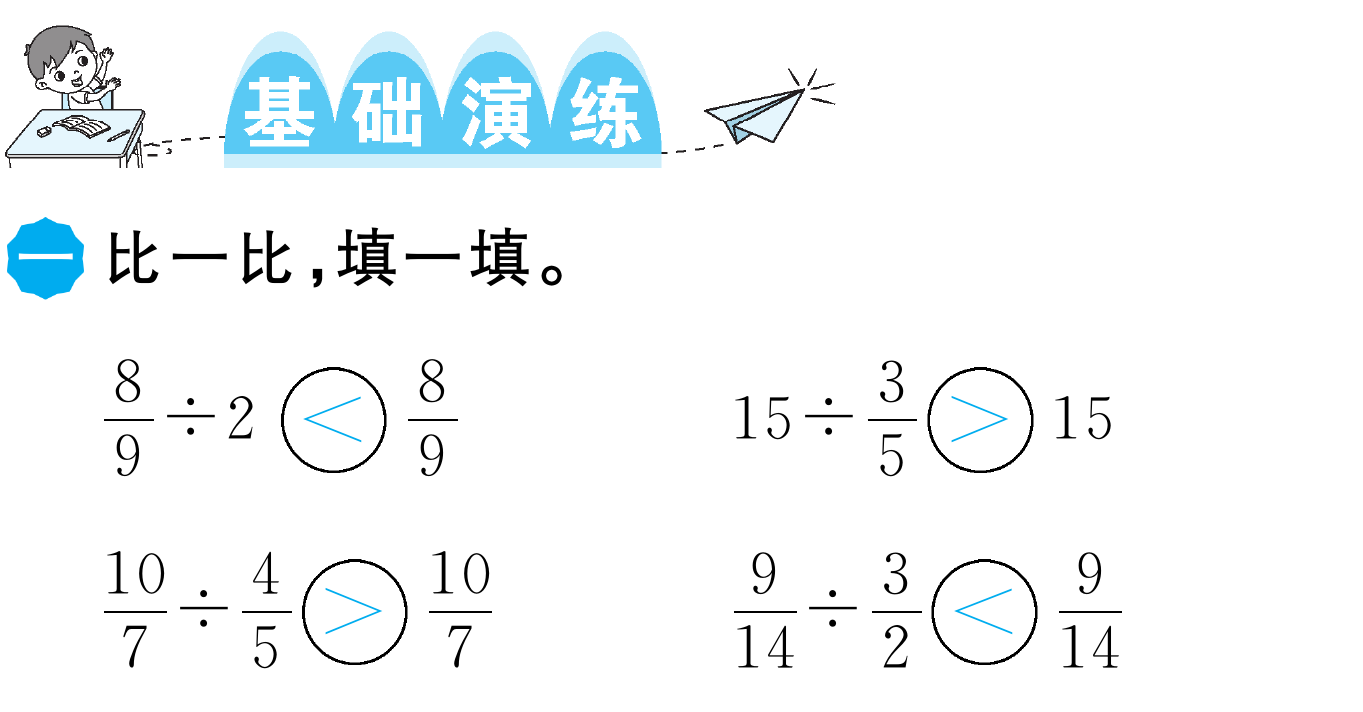 基础演练
一 比一比,填一填。
8/9 ÷ 2 < 8/9 15 ÷ 3/5 > 15
10/7 ÷ 4/5 > 10/7 9/14 ÷ 3/2 < 9/14